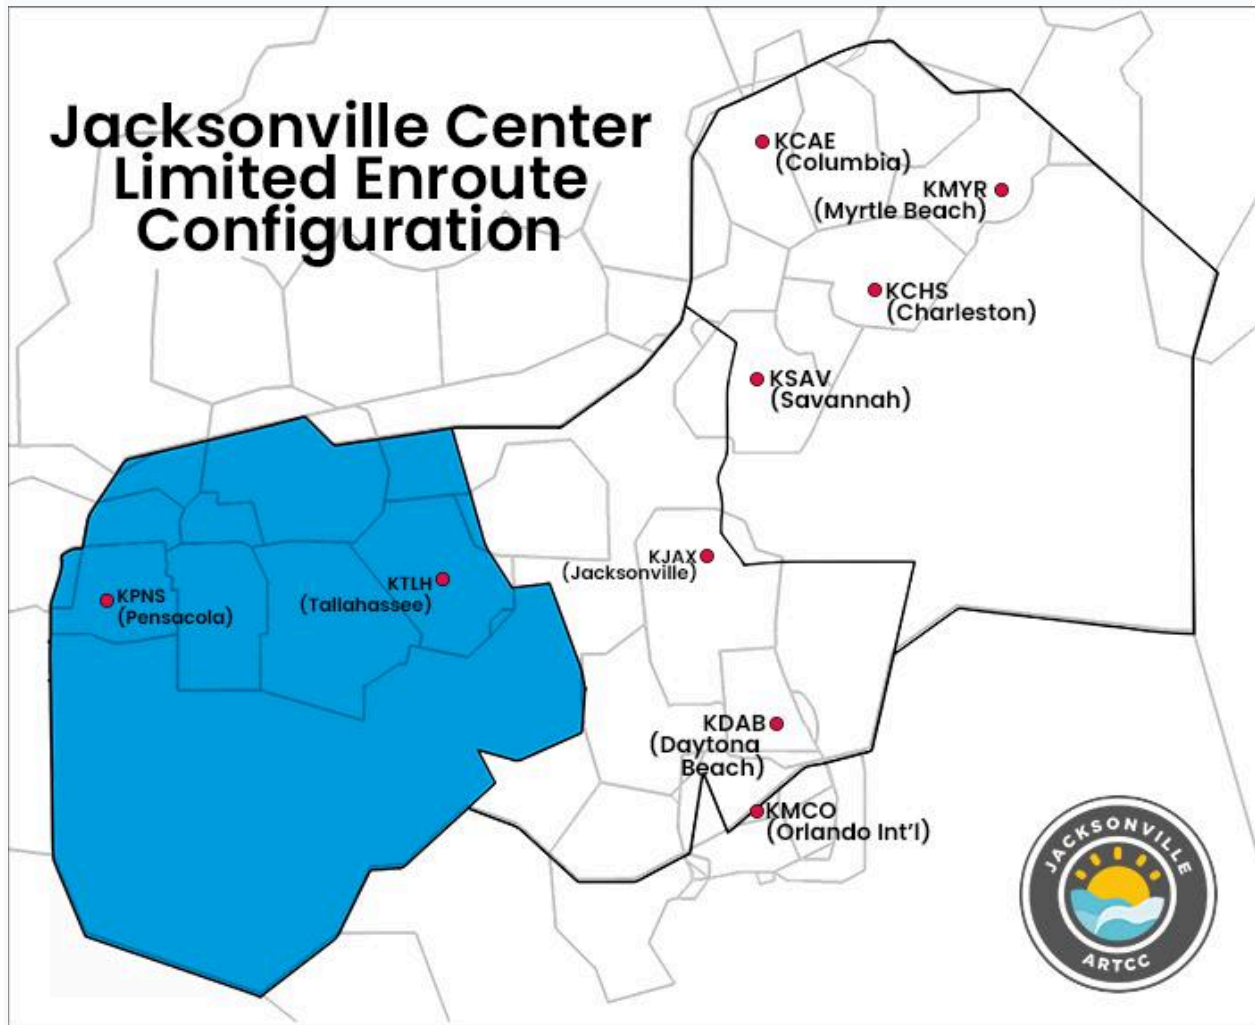 Jacksonville Center
Limited Enroute
Configuration
KCAE
(Columbia)
KMYR
(Myrtle Beach)
KCHS
(Charleston)
KSAV
(Savannah)
KJAX
(Jacksonville)
KTLH
(Tallahassee)
KPNS
(Pensacola)
KDAB
(Daytona
Beach)
KMCO
(Orlando Int'l)
JACKSONVILLE
ARTCC